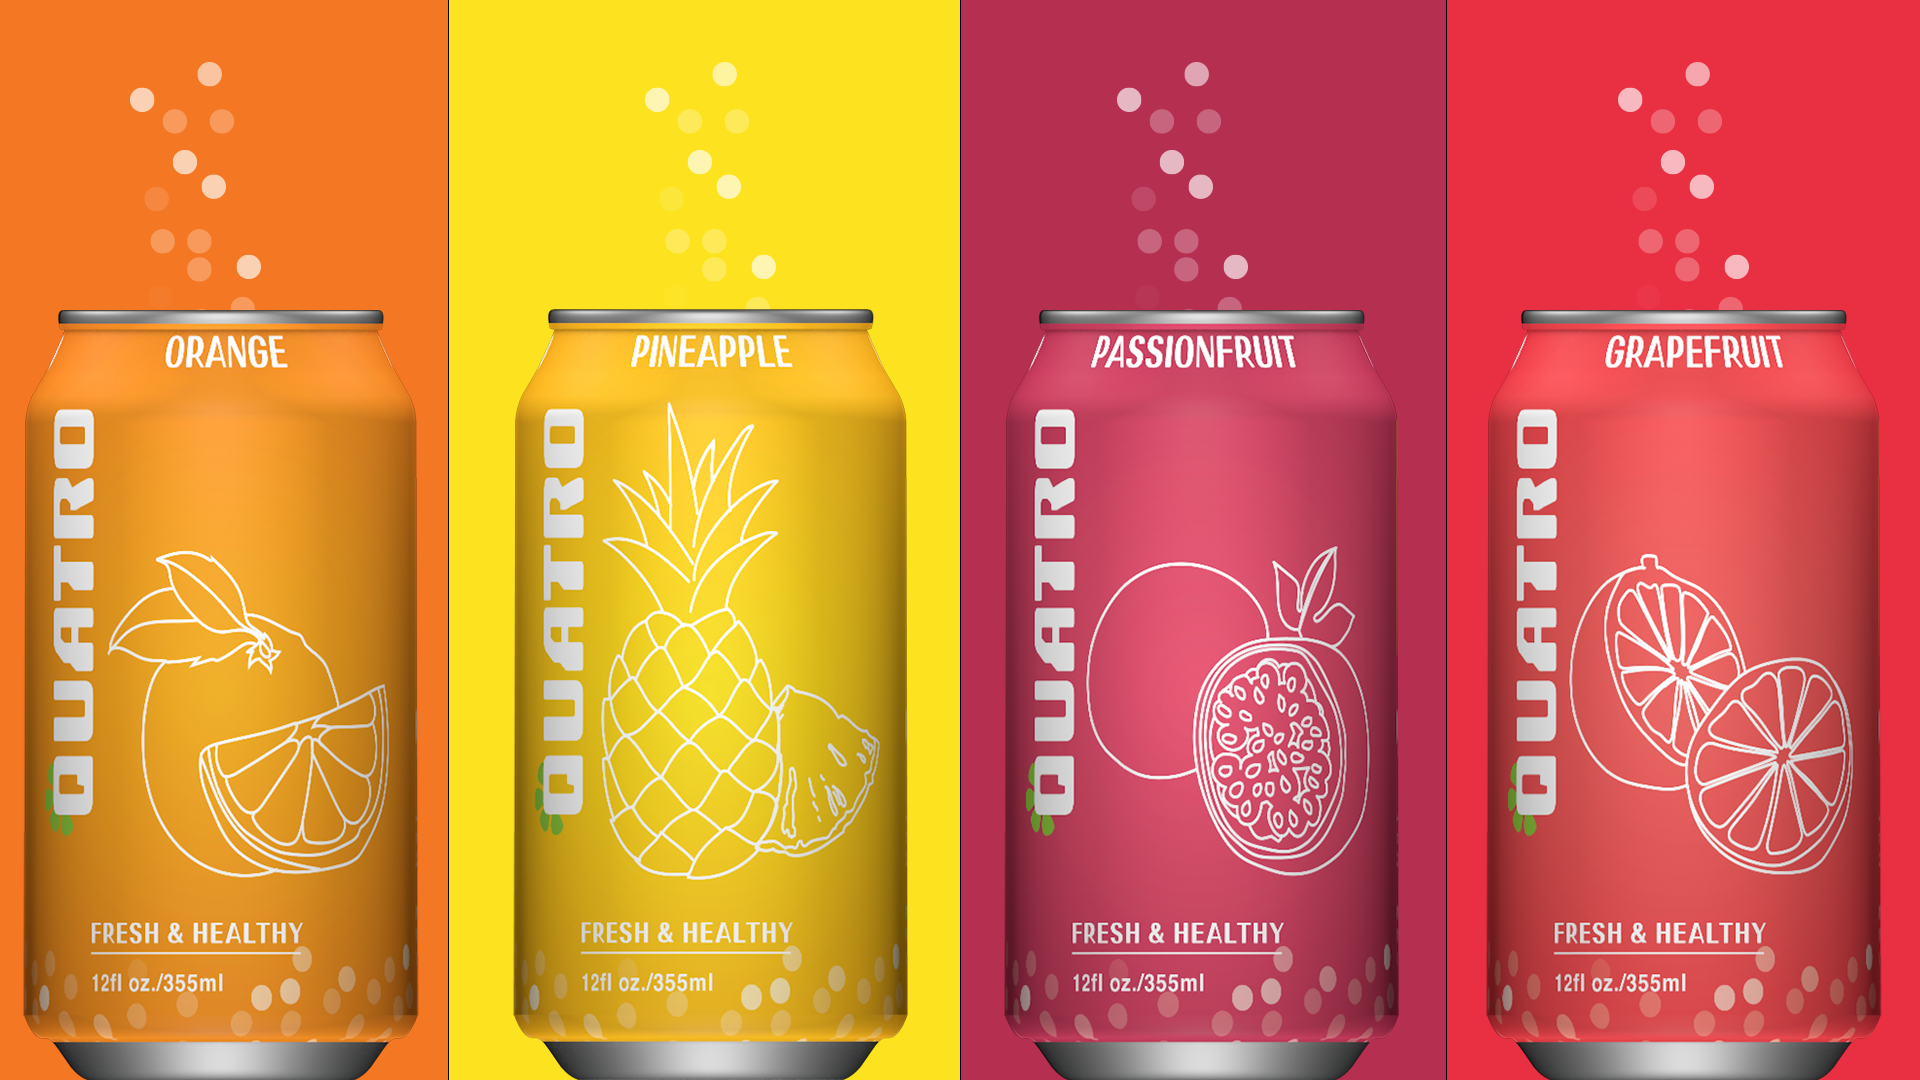 ORANGE
QUATRO
FRESH & HEALTHY
12fl oz./355ml
PINEAPPLE
QUATRO
FRESH & HEALTHY
12fl oz./355ml
PASSIONFRUIT
QUATRO
FRESH & HEALTHY
12fl oz./355ml
GRAPEFRUIT
QUATRO
FRESH & HEALTHY
12fl oz./355ml